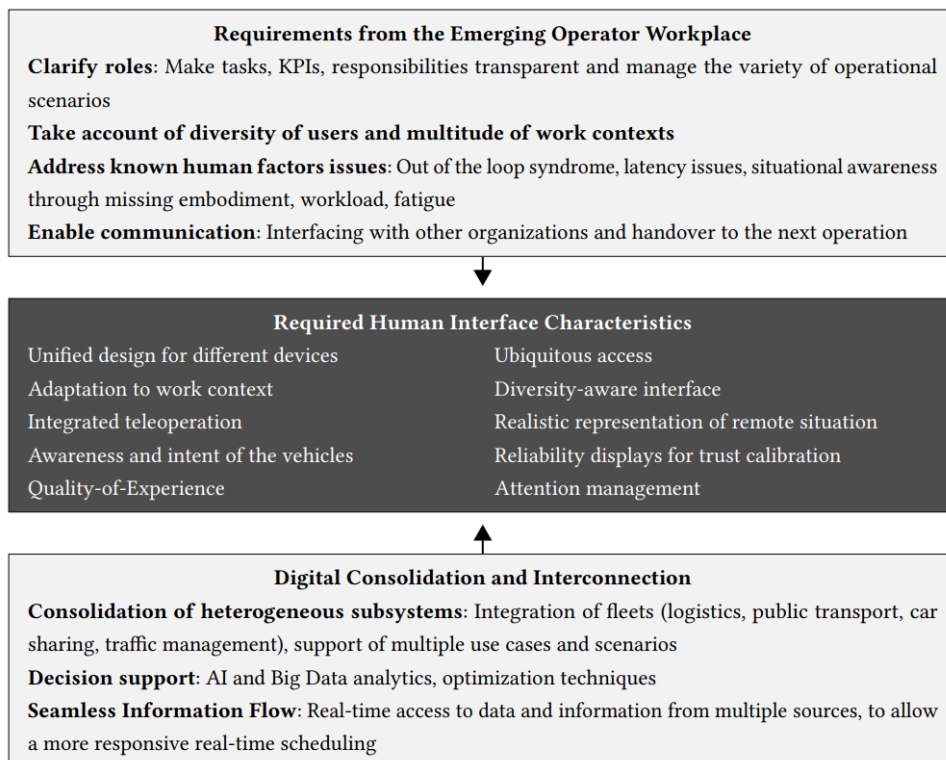 Requirements from the Emerging Operator Workplace
Clarify roles: Make tasks, KPIs, responsibilities transparent and manage the variety of operational
scenarios
Take account of diversity of users and multitude of work contexts
Address known human factors issues: Out of the loop syndrome, latency issues, situational awareness
through missing embodiment, workload, fatigue
Enable communication: Interfacing with other organizations and handover to the next operation
Required Human Interface Characteristics
Unified design for different devices
Adaptation to work context
Integrated teleoperation
Awareness and intent of the vehicles
Quality-of-Experience
Ubiquitous access
Diversity-aware interface
Realistic representation of remote situation
Reliability displays for trust calibration
Attention management
Digital Consolidation and Interconnection
Consolidation of heterogeneous subsystems: Integration of fleets (logistics, public transport, car
sharing, traffic management), support of multiple use cases and scenarios
Decision support: AI and Big Data analytics, optimization techniques
Seamless Information Flow: Real-time access to data and information from multiple sources, to allow
a more responsive real-time scheduling